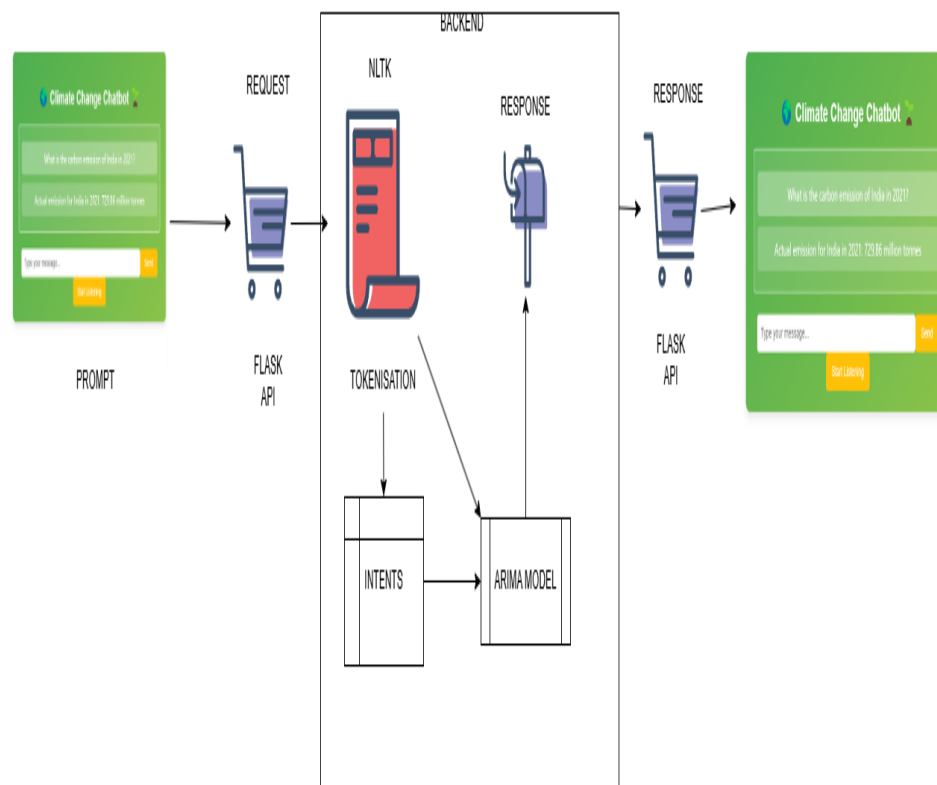 BACKEND
Climate Change Chatbot
What is the carbon emission of India in 2021?
Actual emission for India in 2021: 729.86 million tonnes
Type your message...
Send
Start Listening
PROMPT
REQUEST
FLASK
API
NLTK
TOKENISATION
INTENTS
ARIMA MODEL
RESPONSE
RESPONSE
FLASK
API
Climate Change Chatbot
What is the carbon emission of India in 2021?
Actual emission for India in 2021: 729.86 million tonnes
Type your message...
Send
Start Listening